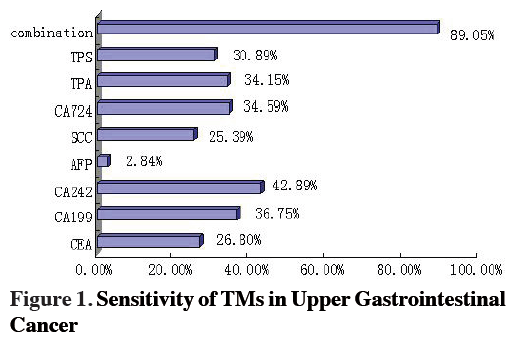 combination 89.05%
TPS 30.89%
TPA 34.15%
CA724 34.59%
SCC 25.39%
AFP 2.84%
CA242 42.89%
CA199 36.75%
CEA 26.80%
0.00% 20.00% 40.00% 60.00% 80.00% 100.00%
Figure 1. Sensitivity of TMs in Upper Gastrointestinal
Cancer